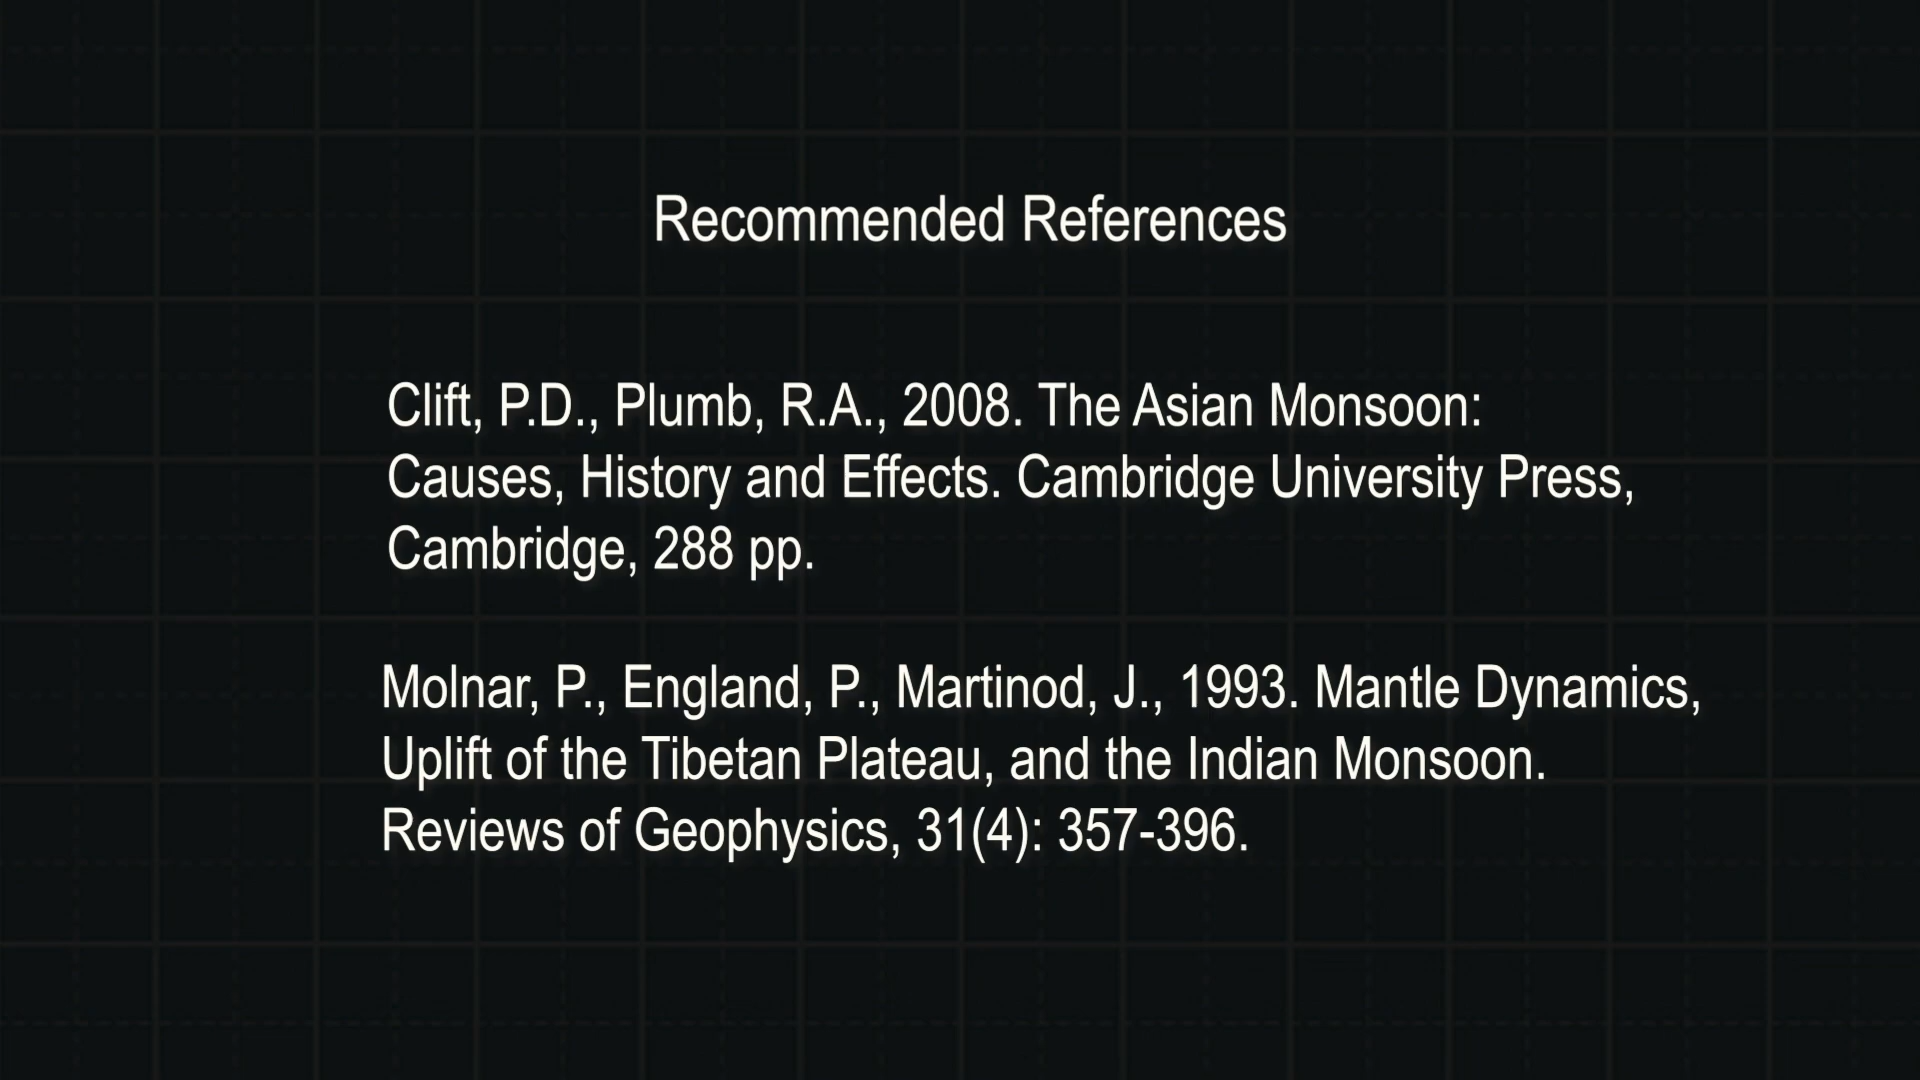 Recommended References
Clift, P.D., Plumb, R.A., 2008. The Asian Monsoon:
Causes, History and Effects. Cambridge University Press,
Cambridge, 288 pp.
Molnar, P., England, P., Martinod, J., 1993. Mantle Dynamics,
Uplift of the Tibetan Plateau, and the Indian Monsoon.
Reviews of Geophysics, 31(4): 357-396.